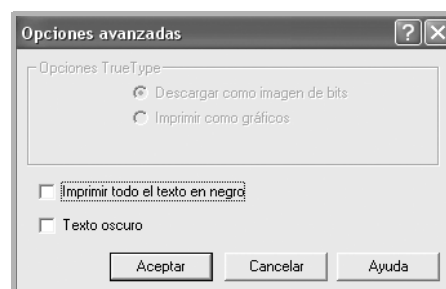 Opciones avanzadas
Opciones TrueType
Descargar como imagen de bits
Imprimir como gráficos
Imprimir todo el texto en negro
Texto oscuro
Aceptar Cancelar Ayuda